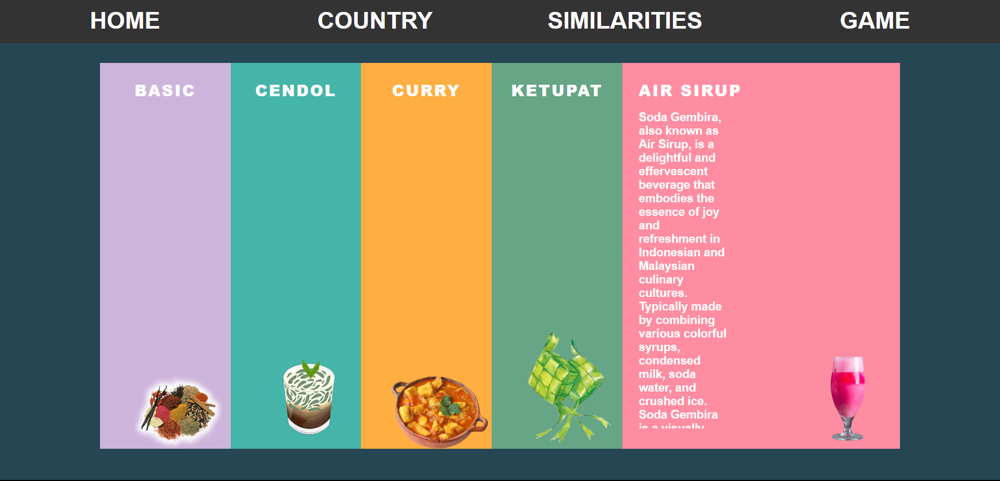 HOME
COUNTRY
SIMILARITIES
GAME
BASIC
CENDOL
CURRY
KETUPAT
AIR SIRUP
Soda Gembira,
also known as
Air Sirup, is a
delightful and
effervescent
beverage that
embodies the
essence of joy
and
refreshment in
Indonesian and
Malaysian
culinary
cultures.
Typically made
by combining
various colorful
syrups,
condensed
milk, soda
water, and
crushed ice.
Soda Gembira
is a visually